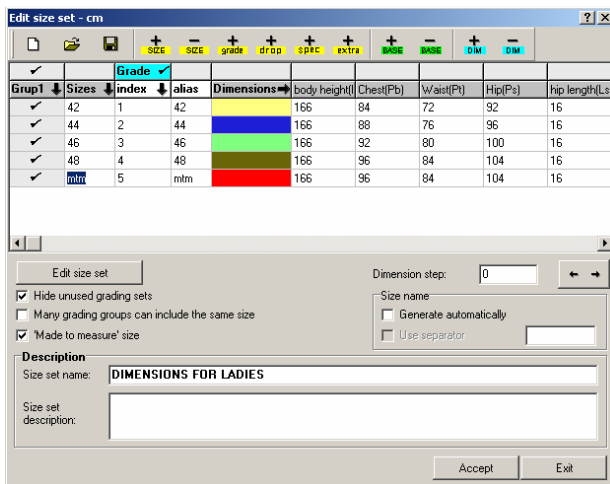 Edit size set - cm
SIZE SIZE grade drop spec extra BASE BASE DIM DIM
Grade
Grup1 Sizes index alias Dimensions body height(I Chest(Pb) Waist(Pt) Hip(Ps) hip length(Ls
42 1 42 166 84 72 92 16
44 2 44 166 88 76 96 16
46 3 46 166 92 80 100 16
48 4 48 166 96 84 104 16
mtm 5 mtm 166 96 84 104 16
Edit size set
Dimension step: 0
Hide unused grading sets
Size name
Many grading groups can include the same size
Generate automatically
'Made to measure' size
Use separator
Description
Size set name: DIMENSIONS FOR LADIES
Size set
description:
Accept Exit